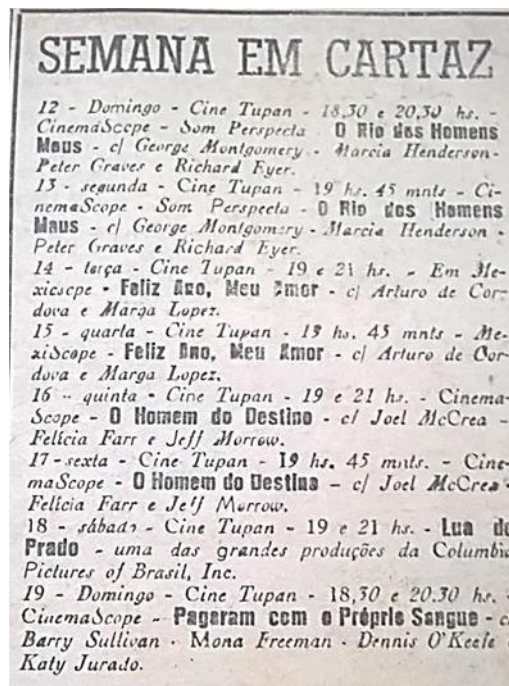 SEMANA EM CARTAZ
12 - Domingo - Cine Tupan - 18,30 e 20,30 hs. -
CinemaScope - Som Perspecta O Rio dos Homens
Maus - c/ George Montgomery - Marcia Henderson-
Peter Graves e Richard Eyer.
13 - segunda - Cine Tupan - 19 hs. 45 mnts - Ci-
nemaScope - Som Perspecta - O Rio dos Homens
Maus - c/ George Montgomery - Marcia Henderson -
Peter Graves e Richard Eyer.
14 - terça - Cine Tupan - 19 e 21 hs. - Em Me-
xiscope - Feliz Ano, Meu Amor - c/ Arturo de Cor-
dova e Marga Lopez.
15 - quarta - Cine Tupan - 19 hs. 45 mnts - Me-
xiScope - Feliz Ano, Meu Amor - c/ Arturo de Cor-
dova e Marga Lopez.
16 - quinta - Cine Tupan - 19 e 21 hs. - Cinema-
Scope - O Homem do Destino - c/ Joel McCrea -
Felícia Farr e Jeff Morrow.
17-sexta - Cine Tupan - 19 hs. 45 mnts. - Cine-
maScope - O Homem do Destino - c/ Joel McCrea -
Felícia Farr e Jeff Morrow.
18 - sábado - Cine Tupan - 19 e 21 hs. - Lua do
Prado - uma das grandes produções da Columbia
Pictures of Brasil, Inc.
19 - Domingo - Cine Tupan - 18,30 e 20.30 hs. -
CinemaScope - Pagaram com o Próprio Sangue - c/
Barry Sullivan - Mona Freeman - Dennis O'Keefe -
Katy Jurado.